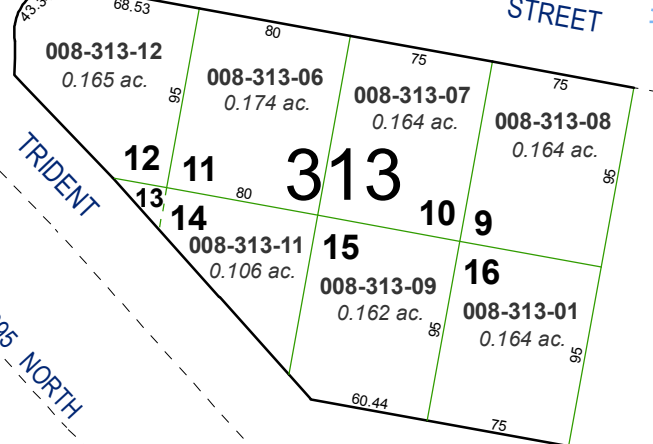 STREET
68.53
80
75
75
008-313-12
0.165 ac.
95
008-313-06
0.174 ac.
008-313-07
0.164 ac.
008-313-08
0.164 ac.
95
313
12
11
13
14
80
10
9
TRIDENT
008-313-11
0.106 ac.
15
008-313-09
0.162 ac.
95
16
008-313-01
0.164 ac.
95
60.44
75
NORTH